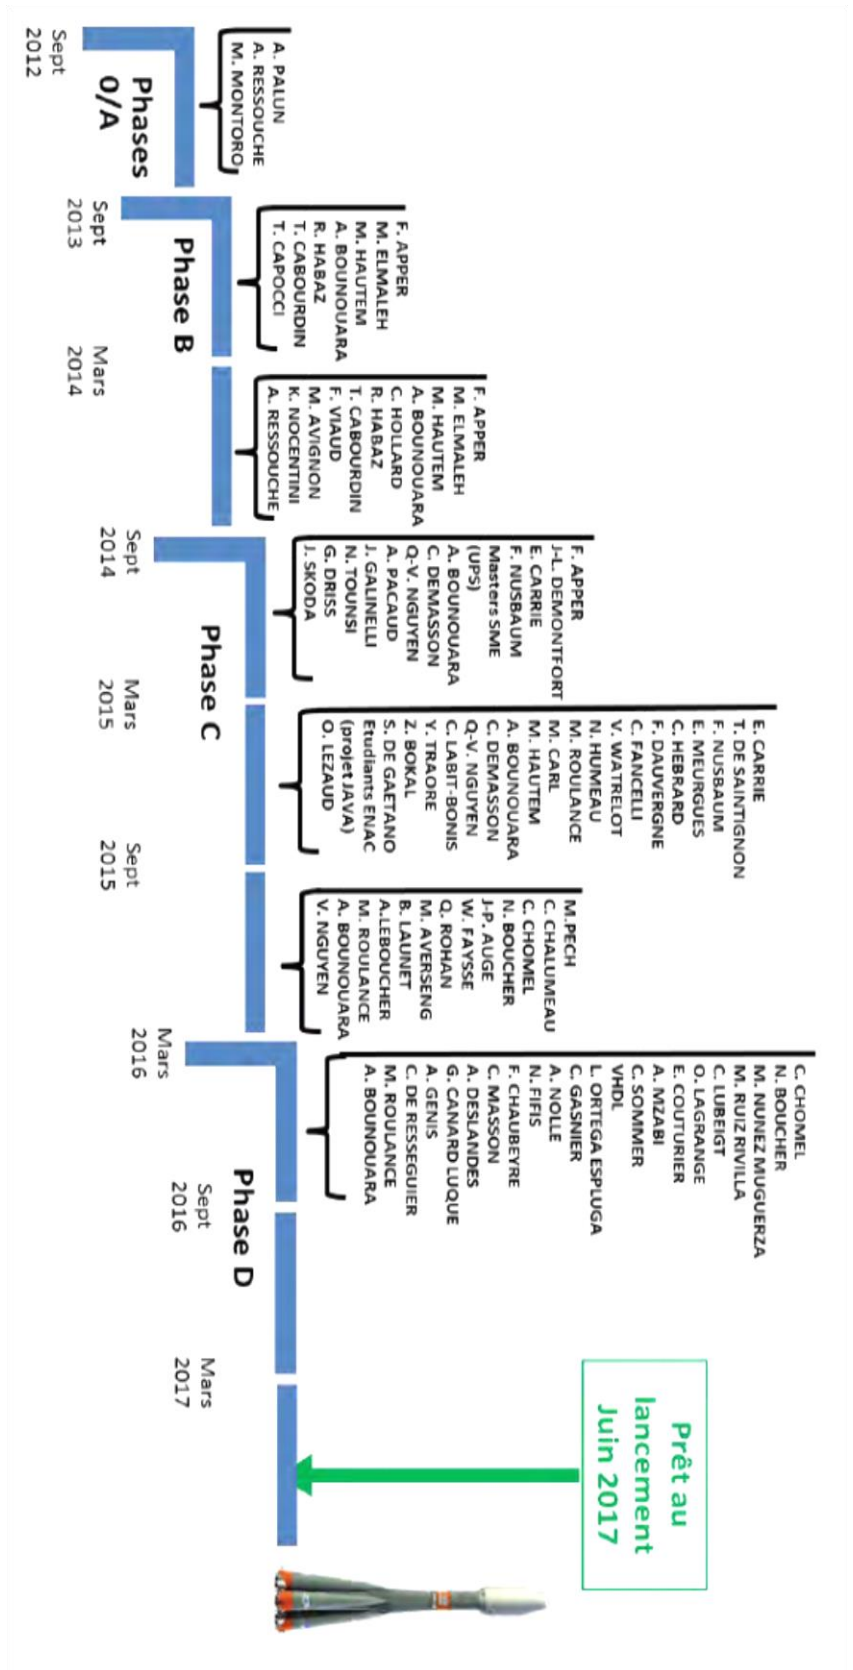 A. PALUN
A. RESSOUCHE
M. MONTORO
Sept
2012
Phases
0/A
F. APPER
M. ELMALEH
M. HAUTEM
A. BOUNOUARA
R. HABAZ
T. CABOURDIN
T. CAPOCCI
Sept
2013
Phase B
F. APPER
M. ELMALEH
M. HAUTEM
A. BOUNOUARA
C. HOLLARD
R. HABAZ
T. CABOURDIN
F. VIAUD
M. AVIGNON
K. NOCENTINI
A. RESSOUCHE
Mars
2014
F. APPER
J-L. DEMONTFORT
E. CARRIE
F. NUSBAUM
Masters SME
(UPS)
A. BOUNOUARA
C. DEMASSON
Q-V. NGUYEN
A. PACAUD
J. GALINELLI
N. TOUNSI
G. DRISS
J. SKODA
Sept
2014
Phase C
E. CARRIE
T. DE SAINTIGNON
F. NUSBAUM
E. MEURGUES
C. HEBRARD
F. DAUVERGNE
C. FANCELLI
V. WATRELOT
N. HUMEAU
M. ROULANCE
M. CARL
M. HAUTEM
A. BOUNOUARA
C. DEMASSON
Q-V. NGUYEN
C. LABIT-BONIS
Y. TRAORE
Z. BOKAL
S. DE GAETANO
Etudiants ENAC
(projet JAVA)
O. LEZAUD
Mars
2015
M.PECH
C. CHALUMEAU
C. CHOMEL
N. BOUCHER
J-P. AUGE
W. FAYSSE
Q. ROHAN
M. AVERSENG
B. LAUNET
A.LEBOUCHER
M. ROULANCE
A. BOUNOUARA
V. NGUYEN
Sept
2015
C. CHOMEL
N. BOUCHER
M. NUNEZ MUGUERZA
M. RUIZ RIVILLA
C. LUBEIGT
O. LAGRANGE
E. COUTURIER
A. MZABI
C. SOMMER
VHDL
L. ORTEGA ESPLUGA
C. GASNIER
A. NOLLE
N. FIFIS
F. CHAUBEYRE
C. MASSON
A. DESLANDES
G. CANARD LUQUE
A. GENIS
C. DE RESSEGUIER
M. ROULANCE
A. BOUNOUARA
Mars
2016
Phase D
Sept
2016
Mars
2017
Prêt au
lancement
Juin 2017